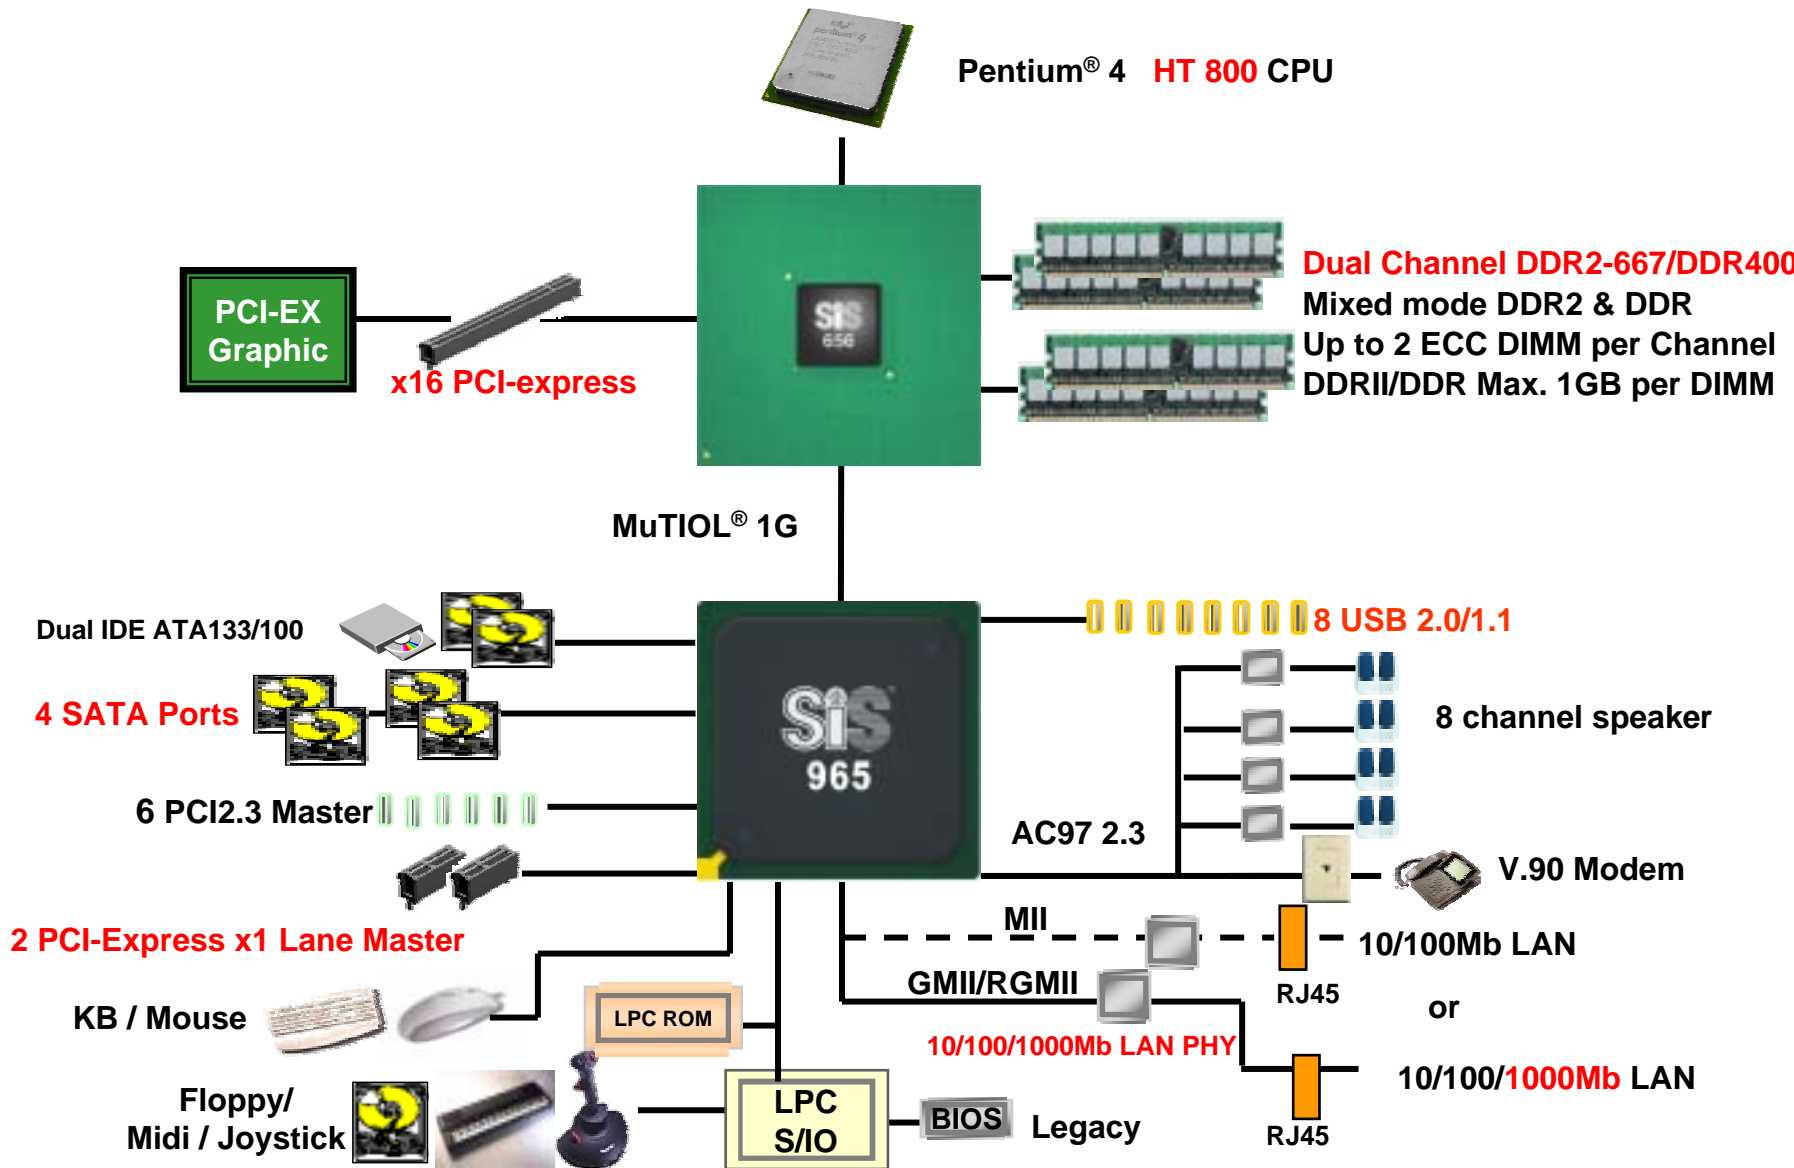 Pentium® 4 HT 800 CPU
PCI-EX
Graphic
x16 PCI-express
SiS
656
Dual Channel DDR2-667/DDR400
Mixed mode DDR2 & DDR
Up to 2 ECC DIMM per Channel
DDRII/DDR Max. 1GB per DIMM
MuTIOL® 1G
Dual IDE ATA133/100
4 SATA Ports
6 PCI2.3 Master
2 PCI-Express x1 Lane Master
KB / Mouse
Floppy/
Midi / Joystick
SiS
965
8 USB 2.0/1.1
8 channel speaker
AC97 2.3
V.90 Modem
MII
10/100Mb LAN
RJ45
or
GMII/RGMII
10/100/1000Mb LAN PHY
10/100/1000Mb LAN
RJ45
LPC ROM
LPC
S/IO
BIOS
Legacy